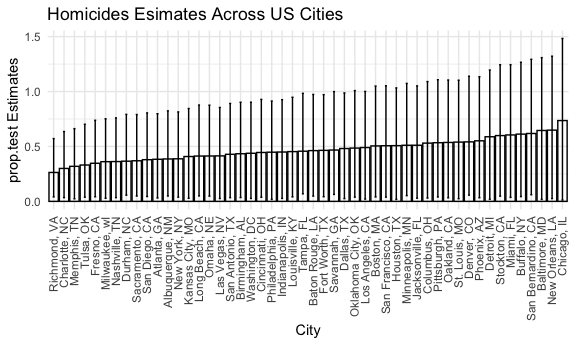 Homicides Esimates Across US Cities
prop.test Estimates
1.5
1.0
0.5
0.0
Richmond, VA
Charlotte, NC
Memphis, TN
Tulsa, OK
Fresno, CA
Milwaukee, wI
Nashville, TN
Durham, NC
Sacramento, CA
San Diego, CA
Atlanta, GA
Albuquerque, NM
New York, NY
Kansas City, MO
Long Beach, CA
Omaha, NE
Las Vegas, NV
San Antonio, TX
Birmingham, AL
Washington, DC
Cincinnati, OH
Philadelphia, PA
Indianapolis, IN
Louisville, KY
Tampa, FL
Baton Rouge, LA
Fort Worth, TX
Savannah, GA
Dallas, TX
Oklahoma City, OK
Los Angeles, CA
Boston, MA
San Francisco, CA
Houston, TX
Minneapolis, MN
Jacksonville, FL
Columbus, OH
Pittsburgh, PA
Oakland, CA
St. Louis, MO
Denver, CO
Phoenix, AZ
Detroit, MI
Stockton, CA
Miami, FL
Buffalo, NY
San Bernardino, CA
Baltimore, MD
New Orleans, LA
Chicago, IL
City